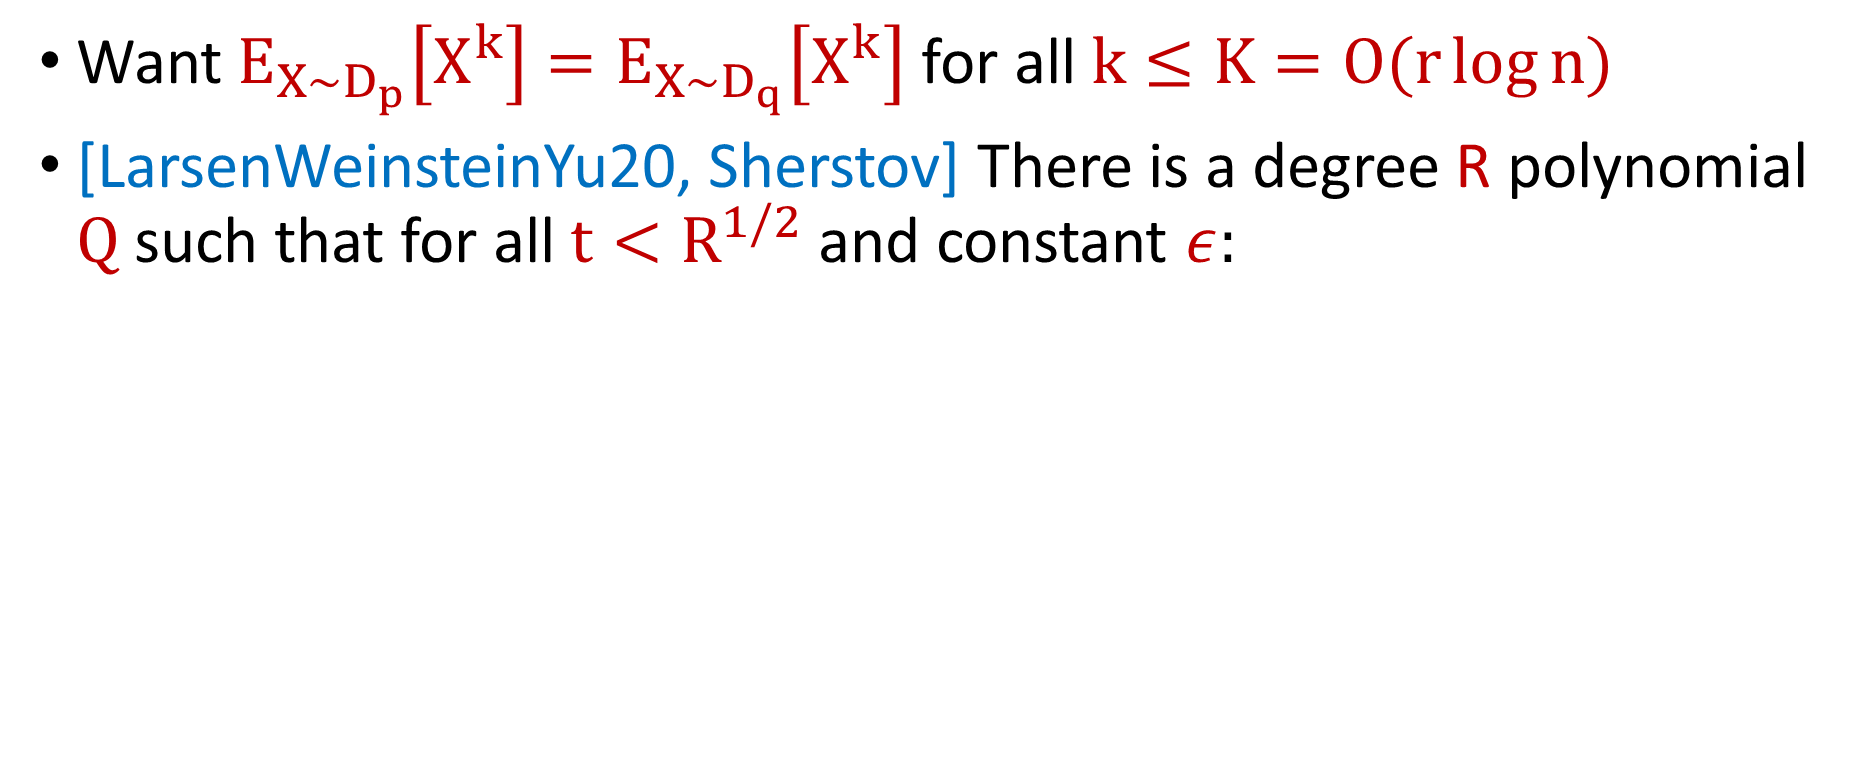 • Want E_{X~D_p}[X^k] = E_{X~D_q}[X^k] for all k ≤ K = O(r log n)
• [LarsenWeinsteinYu20, Sherstov] There is a degree R polynomial
Q such that for all t < R^{1/2} and constant ϵ: